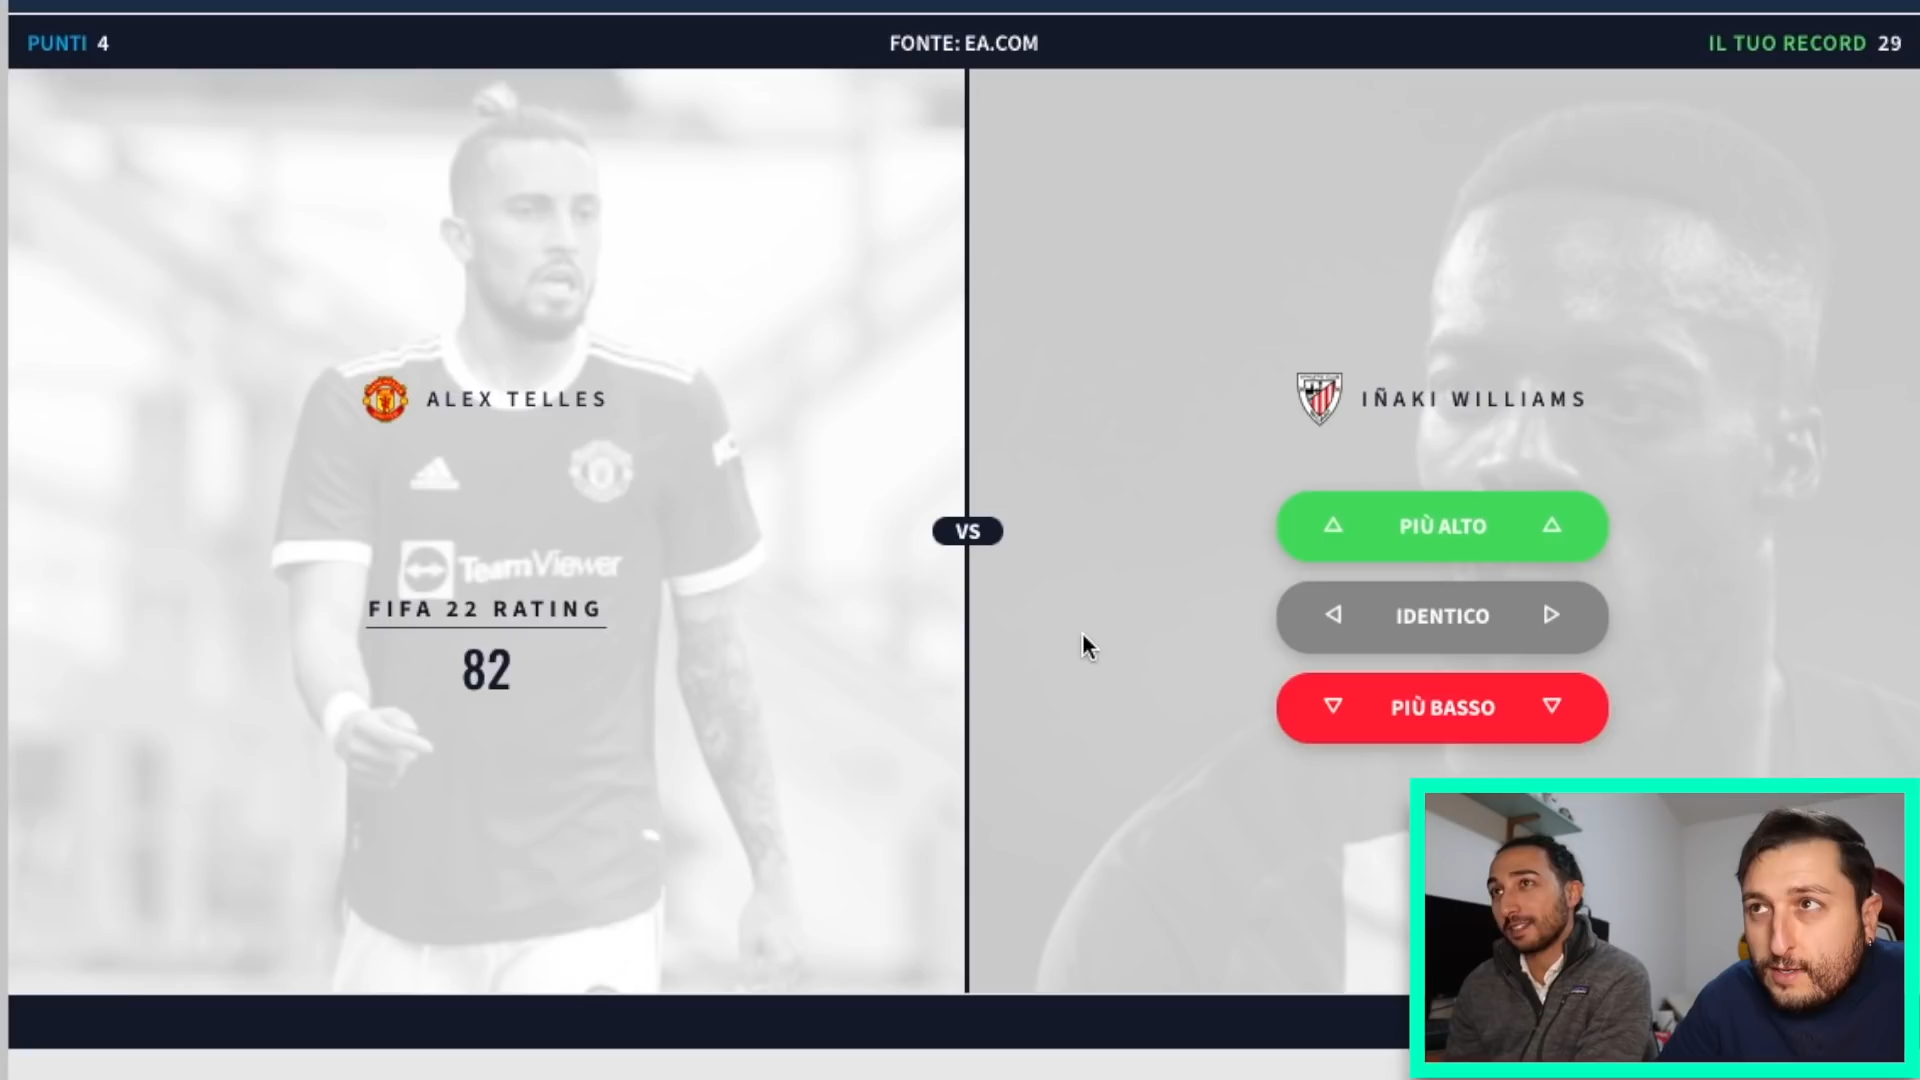 PUNTI 4
FONTE: EA.COM
IL TUO RECORD 29
ALEX TELLES
TeamViewer
FIFA 22 RATING
82
VS
IÑAKI WILLIAMS
PIÙ ALTO
IDENTICO
PIÙ BASSO